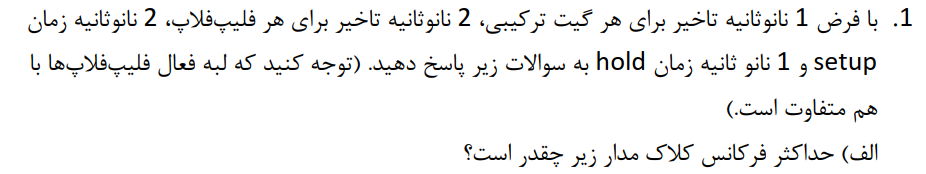 1. با فرض 1 نانوثانیه تاخیر برای هر گیت ترکیبی، 2 نانوثانیه تاخیر برای هر فلیپ‌فلاپ، 2 نانوثانیه زمان
setup و 1 نانو ثانیه زمان hold به سوالات زیر پاسخ دهید. (توجه کنید که لبه فعال فلیپ‌فلاپ‌ها با
هم متفاوت است.)
الف) حداکثر فرکانس کلاک مدار زیر چقدر است؟